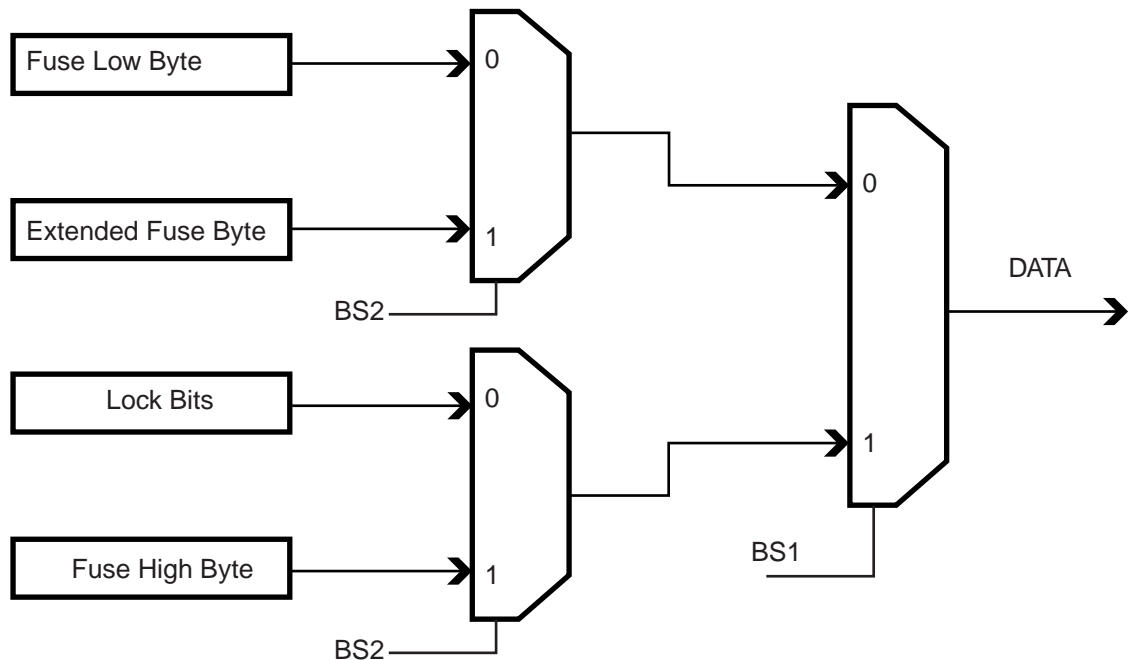 Fuse Low Byte
0
Extended Fuse Byte
1
BS2
0
DATA
Lock Bits
0
1
Fuse High Byte
1
BS1
BS2